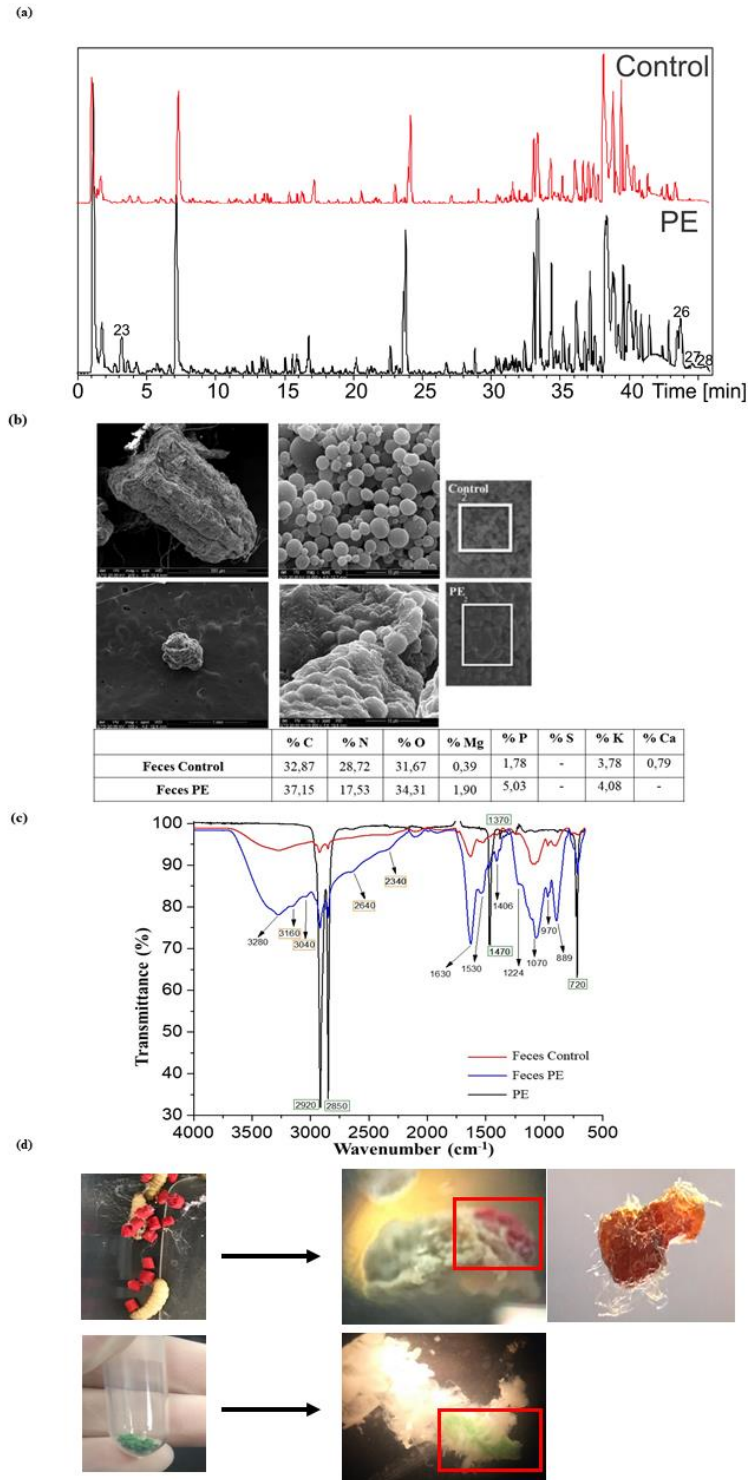 (a)
Control
PE
23
26
27
28
0 5 10 15 20 25 30 35 40 Time [min]
(b)
Control
2
PE
2
% C % N % O % Mg % P % S % K % Ca
Feces Control 32,87 28,72 31,67 0,39 1,78 - 3,78 0,79
Feces PE 37,15 17,53 34,31 1,90 5,03 - 4,08 -
(c)
Transmittance (%)
100
90
80
70
60
50
40
30
1370
2340
2640
1406
3280
3160
3040
970
1630
1530
1470
1224
1070
889
720
Feces Control
Feces PE
PE
2920
2850
4000 3500 3000 2500 2000 1500 1000 500
Wavenumber (cm⁻¹)
(d)